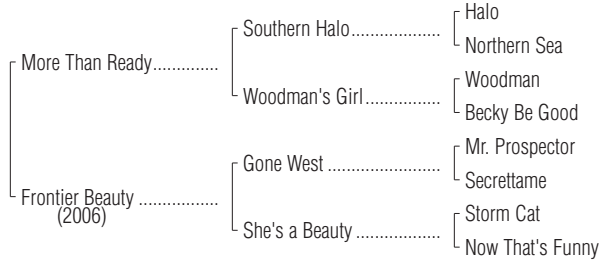 Halo
Southern Halo...................
Northern Sea
More Than Ready..............
Woodman
Woodman's Girl................
Becky Be Good
Mr. Prospector
Gone West ........................
Secrettame
Frontier Beauty .................
(2006)
Storm Cat
She's a Beauty ..................
Now That's Funny